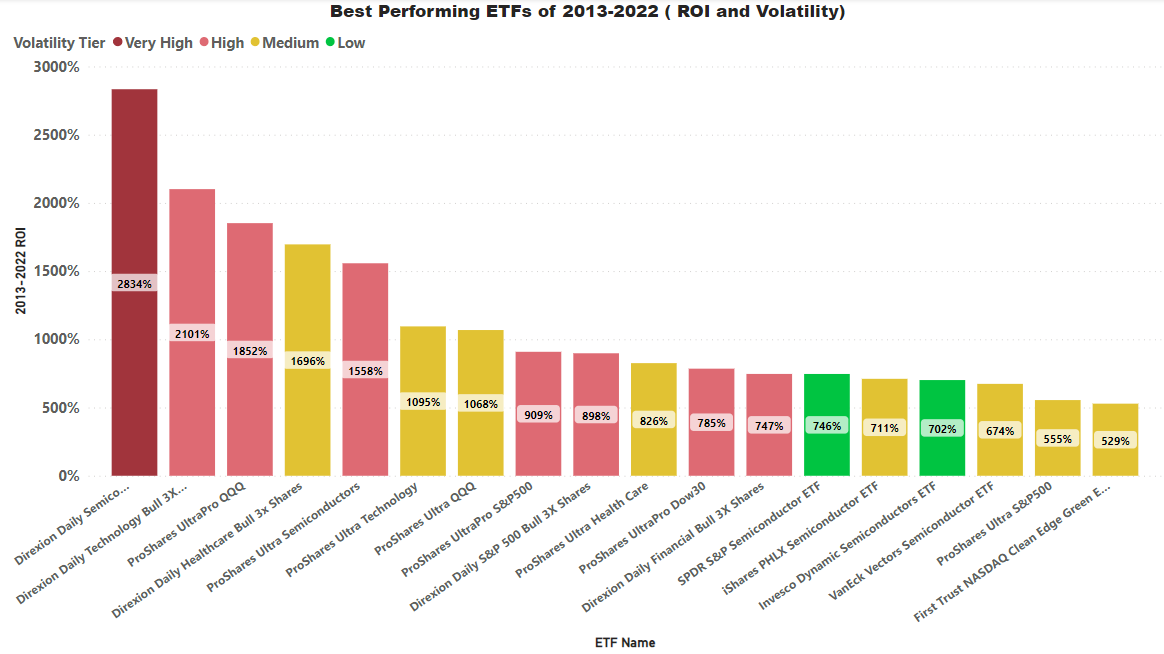 Best Performing ETFs of 2013-2022 ( ROI and Volatility)
Volatility Tier Very High High Medium Low
3000%
2500%
2000%
1500%
1000%
500%
0%
2013-2022 ROI
2834%
2101%
1852%
1696%
1558%
1095%
1068%
909%
898%
826%
785%
747%
746%
711%
702%
674%
555%
529%
Direxion Daily Semico...
Direxion Daily Technology Bull 3X...
ProShares UltraPro QQQ
Direxion Daily Healthcare Bull 3x Shares
ProShares Ultra Semiconductors
ProShares Ultra Technology
ProShares Ultra QQQ
ProShares UltraPro S&P500
Direxion Daily S&P 500 Bull 3X Shares
ProShares Ultra Health Care
ProShares UltraPro Dow30
Direxion Daily Financial Bull 3X Shares
SPDR S&P Semiconductor ETF
iShares PHLX Semiconductor ETF
Invesco Dynamic Semiconductors ETF
VanEck Vectors Semiconductor ETF
ProShares Ultra S&P500
First Trust NASDAQ Clean Edge Green E...
ETF Name